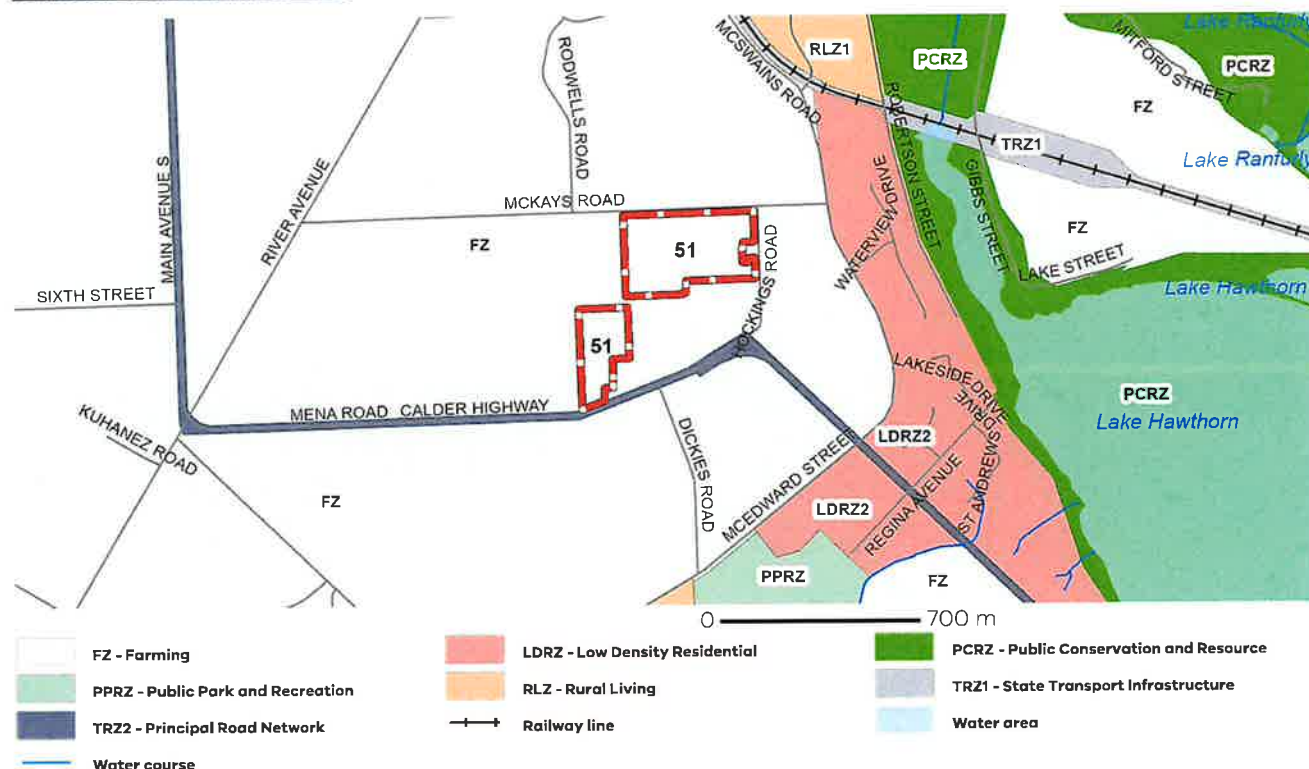 Lake Ranfurly
MITFORD STREET
RLZ1
PCRZ
PCRZ
MCSWAINS ROAD
RODWELLS ROAD
FZ
ROBERTSON STREET
TRZ1
Lake Ranfurly
MAIN AVENUE S
RIVER AVENUE
MCKAYS ROAD
WATERVIEW DRIVE
GIBBS STREET
FZ
51
HOCKINGS ROAD
FZ
LAKE STREET
SIXTH STREET
Lake Hawthorn
51
LAKESIDE DRIVE
DRIVE
PCRZ
MENA ROAD CALDER HIGHWAY
Lake Hawthorn
KUHANEZ ROAD
DICKIES ROAD
LDRZ2
ST ANDREWS
MCEDWARD STREET
REGINA AVENUE
FZ
LDRZ2
PPRZ
FZ
0 700 m
FZ - Farming
LDRZ - Low Density Residential
PCRZ - Public Conservation and Resource
PPRZ - Public Park and Recreation
RLZ - Rural Living
TRZ1 - State Transport Infrastructure
TRZ2 - Principal Road Network
Railway line
Water area
Water course